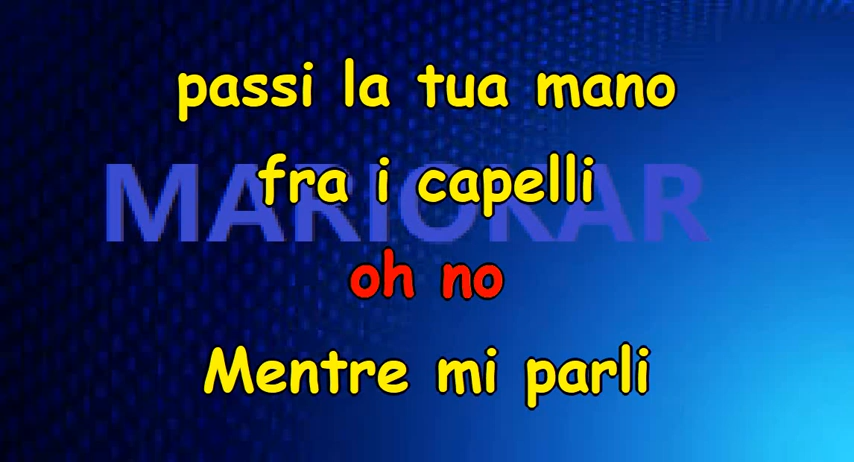 passi la tua mano
MARIOKAR
fra i capelli
oh no
Mentre mi parli